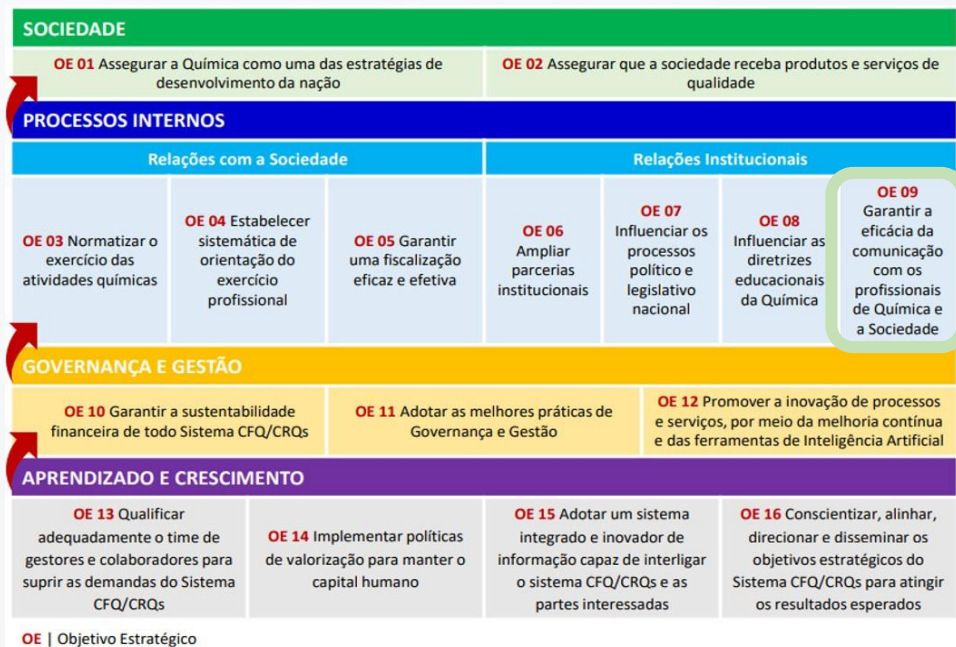 SOCIEDADE
OE 01 Assegurar a Química como uma das estratégias de
desenvolvimento da nação
OE 02 Assegurar que a sociedade receba produtos e serviços de
qualidade
PROCESSOS INTERNOS
Relações com a Sociedade
Relações Institucionais
OE 03 Normatizar o
exercício das
atividades químicas
OE 04 Estabelecer
sistemática de
orientação do
exercício
profissional
OE 05 Garantir
uma fiscalização
eficaz e efetiva
OE 06
Ampliar
parcerias
institucionais
OE 07
Influenciar os
processos
político e
legislativo
nacional
OE 08
Influenciar as
diretrizes
educacionais
da Química
OE 09
Garantir a
eficácia da
comunicação
com os
profissionais
de Química e
a Sociedade
GOVERNANÇA E GESTÃO
OE 10 Garantir a sustentabilidade
financeira de todo Sistema CFQ/CRQs
OE 11 Adotar as melhores práticas de
Governança e Gestão
OE 12 Promover a inovação de processos
e serviços, por meio da melhoria contínua
e das ferramentas de Inteligência Artificial
APRENDIZADO E CRESCIMENTO
OE 13 Qualificar
adequadamente o time de
gestores e colaboradores para
suprir as demandas do Sistema
CFQ/CRQs
OE 14 Implementar políticas
de valorização para manter o
capital humano
OE 15 Adotar um sistema
integrado e inovador de
informação capaz de interligar
o sistema CFQ/CRQs e as
partes interessadas
OE 16 Conscientizar, alinhar,
direcionar e disseminar os
objetivos estratégicos do
Sistema CFQ/CRQs para atingir
os resultados esperados
OE | Objetivo Estratégico